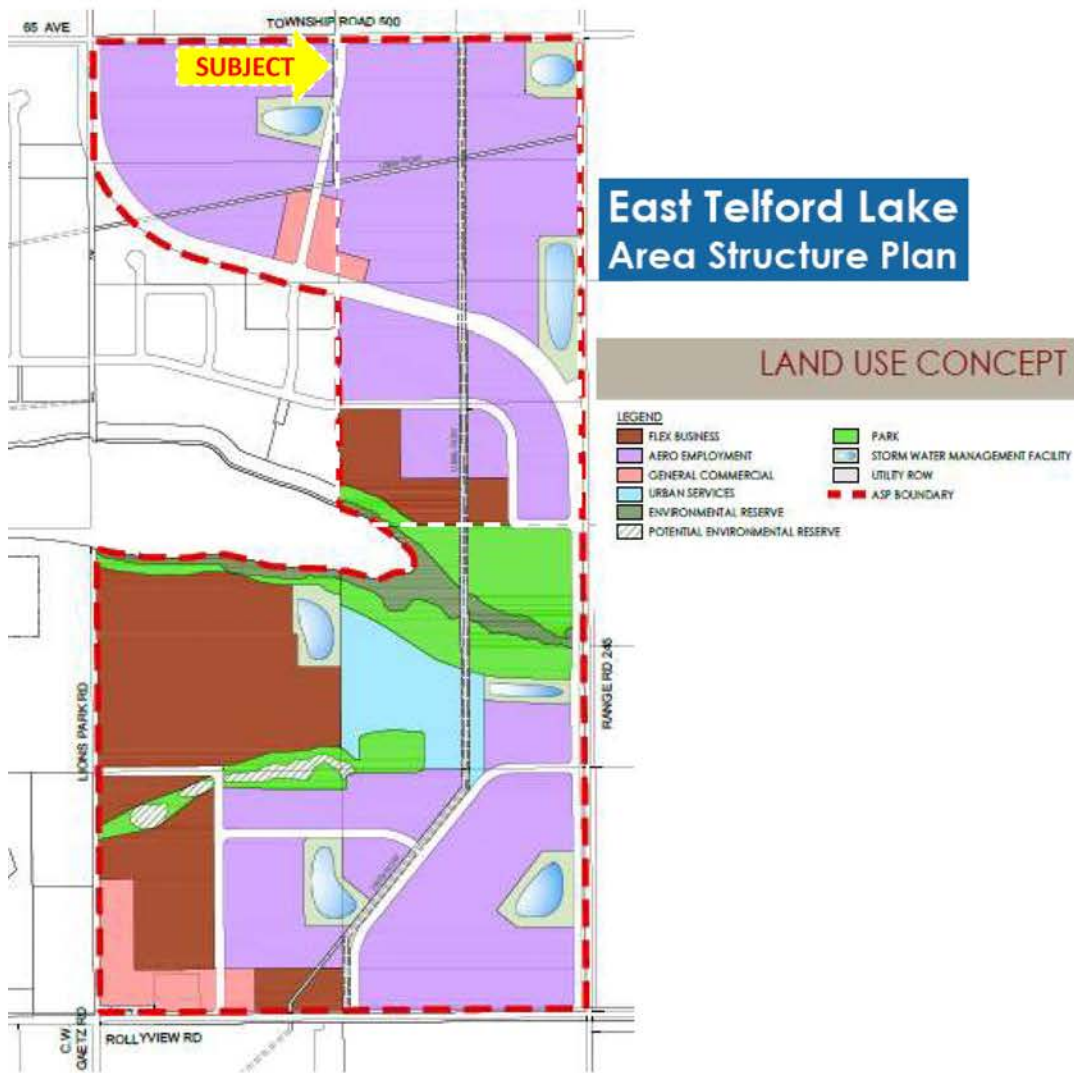 65 AVE
TOWNSHIP ROAD 500
SUBJECT
East Telford Lake
Area Structure Plan
LAND USE CONCEPT
LEGEND
FLEX BUSINESS
AERO EMPLOYMENT
GENERAL COMMERCIAL
URBAN SERVICES
ENVIRONMENTAL RESERVE
POTENTIAL ENVIRONMENTAL RESERVE
PARK
STORM WATER MANAGEMENT FACILITY
UTILITY ROW
ASP BOUNDARY
LIONS PARK RD
RANGE RD 245
C.W.
GAETZ RD
ROLLYVIEW RD